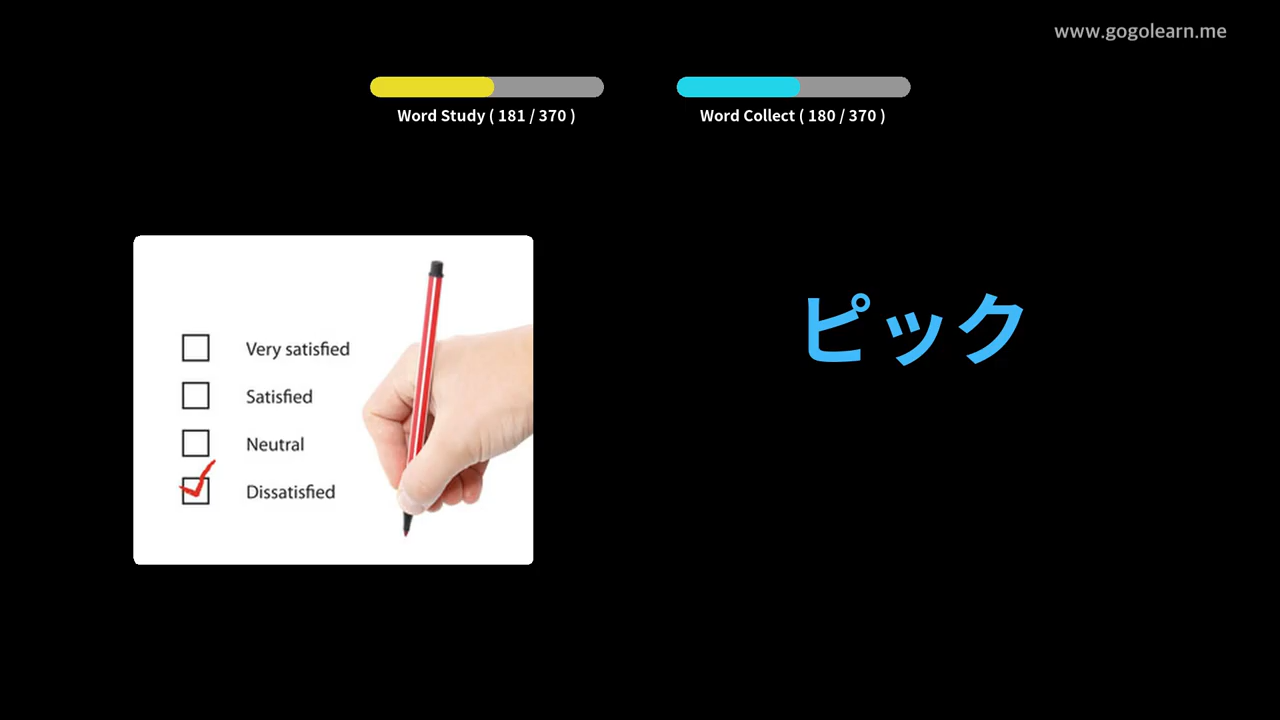 www.gogolearn.me
Word Study ( 181 / 370 )
Word Collect ( 180 / 370 )
Very satisfied
Satisfied
Neutral
Dissatisfied
ピック